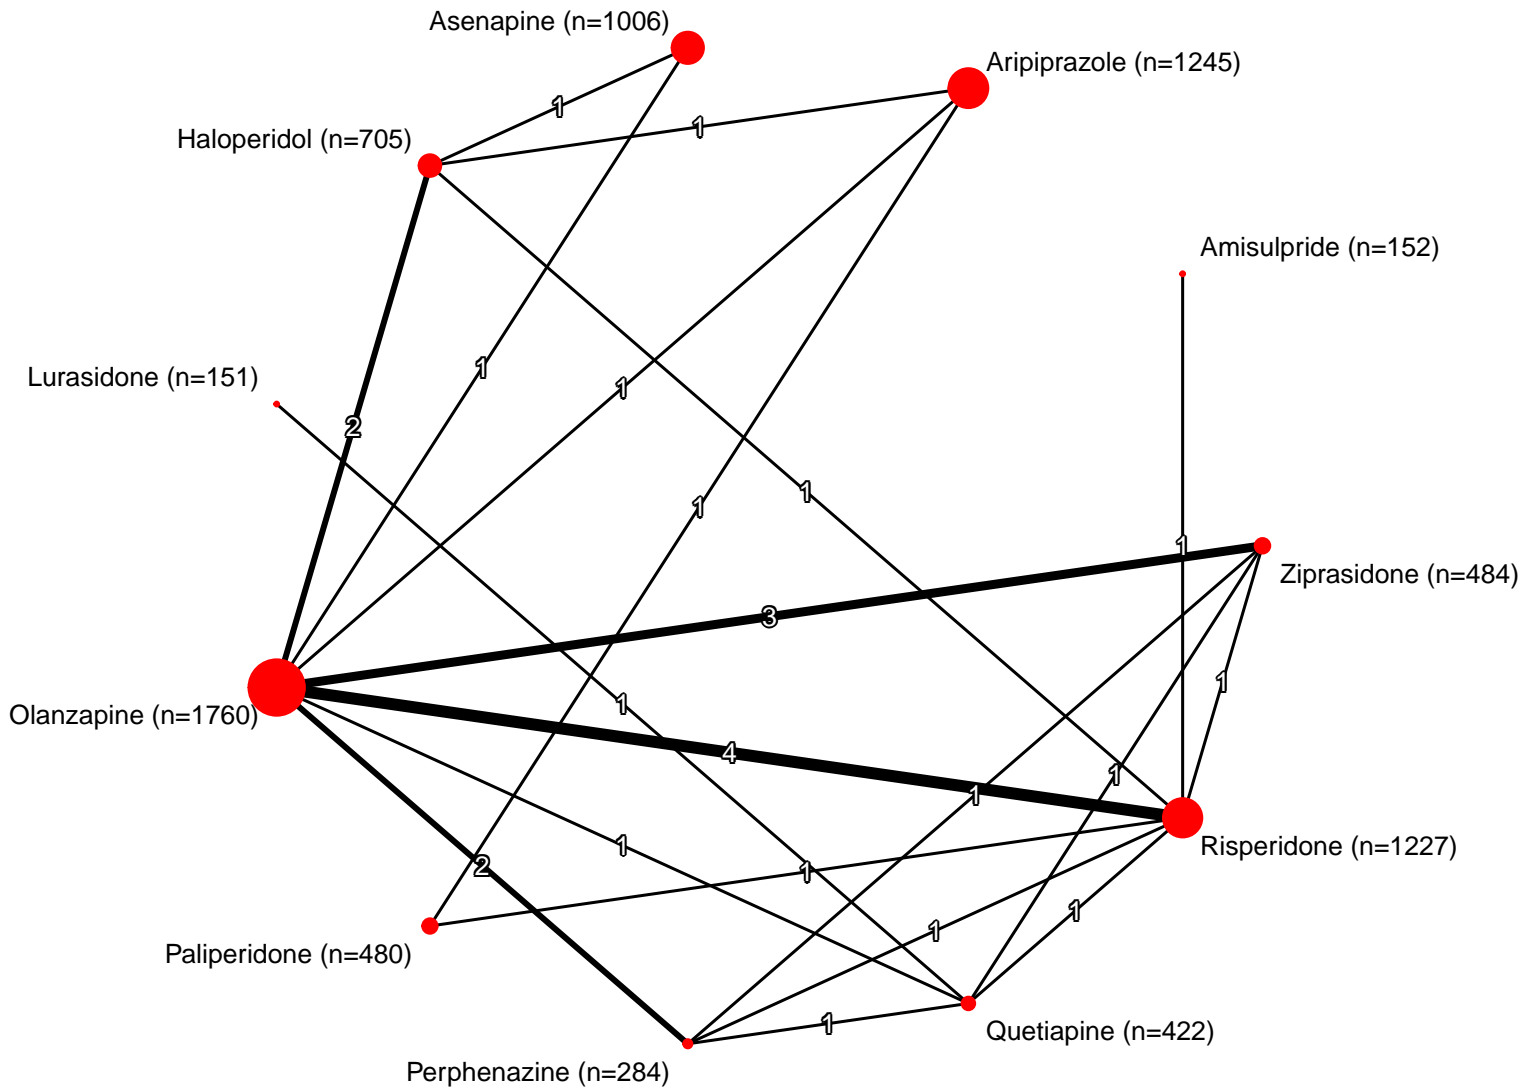 Asenapine (n=1006)
Aripiprazole (n=1245)
1
1
Haloperidol (n=705)
Amisulpride (n=152)
1
Lurasidone (n=151)
1
2
1
1
1
Ziprasidone (n=484)
3
1
1
Olanzapine (n=1760)
4
1
1
1
Risperidone (n=1227)
2
1
1
1
Paliperidone (n=480)
1
Quetiapine (n=422)
Perphenazine (n=284)